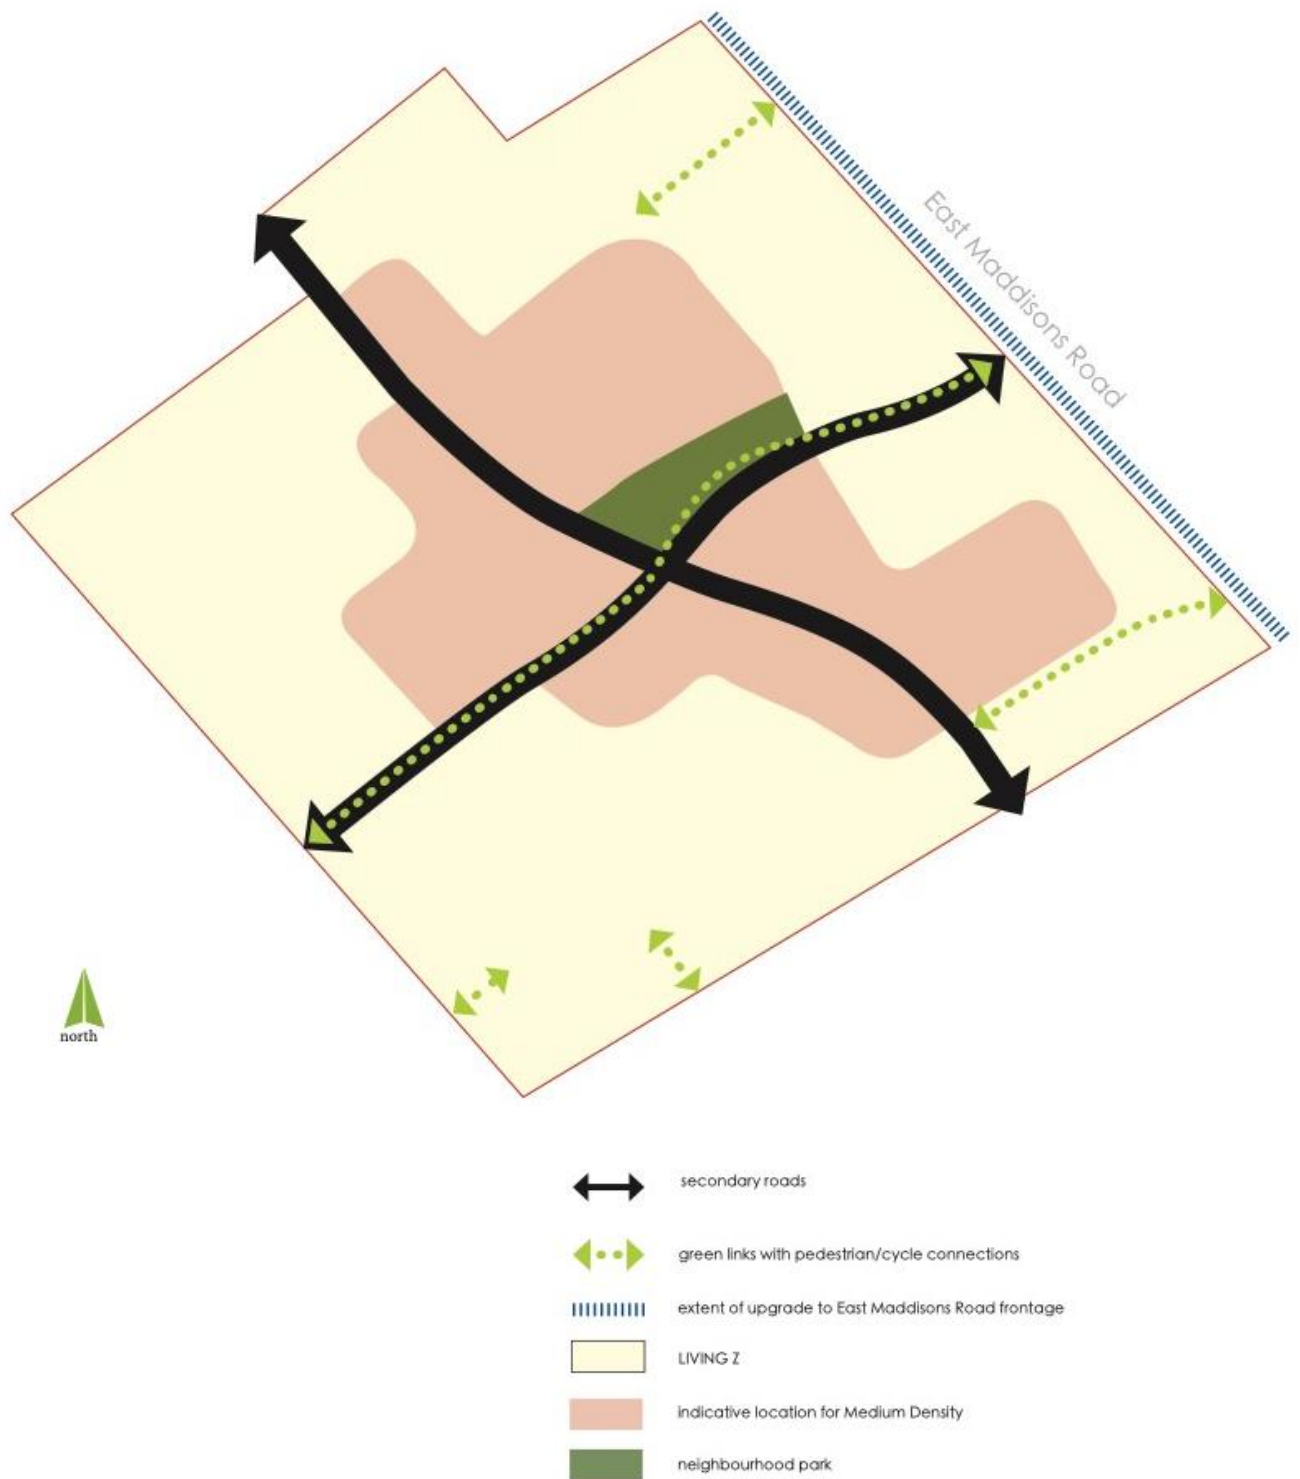 East Maddisons Road
north
secondary roads
green links with pedestrian/cycle connections
extent of upgrade to East Maddisons Road frontage
LIVING Z
indicative location for Medium Density
neighbourhood park